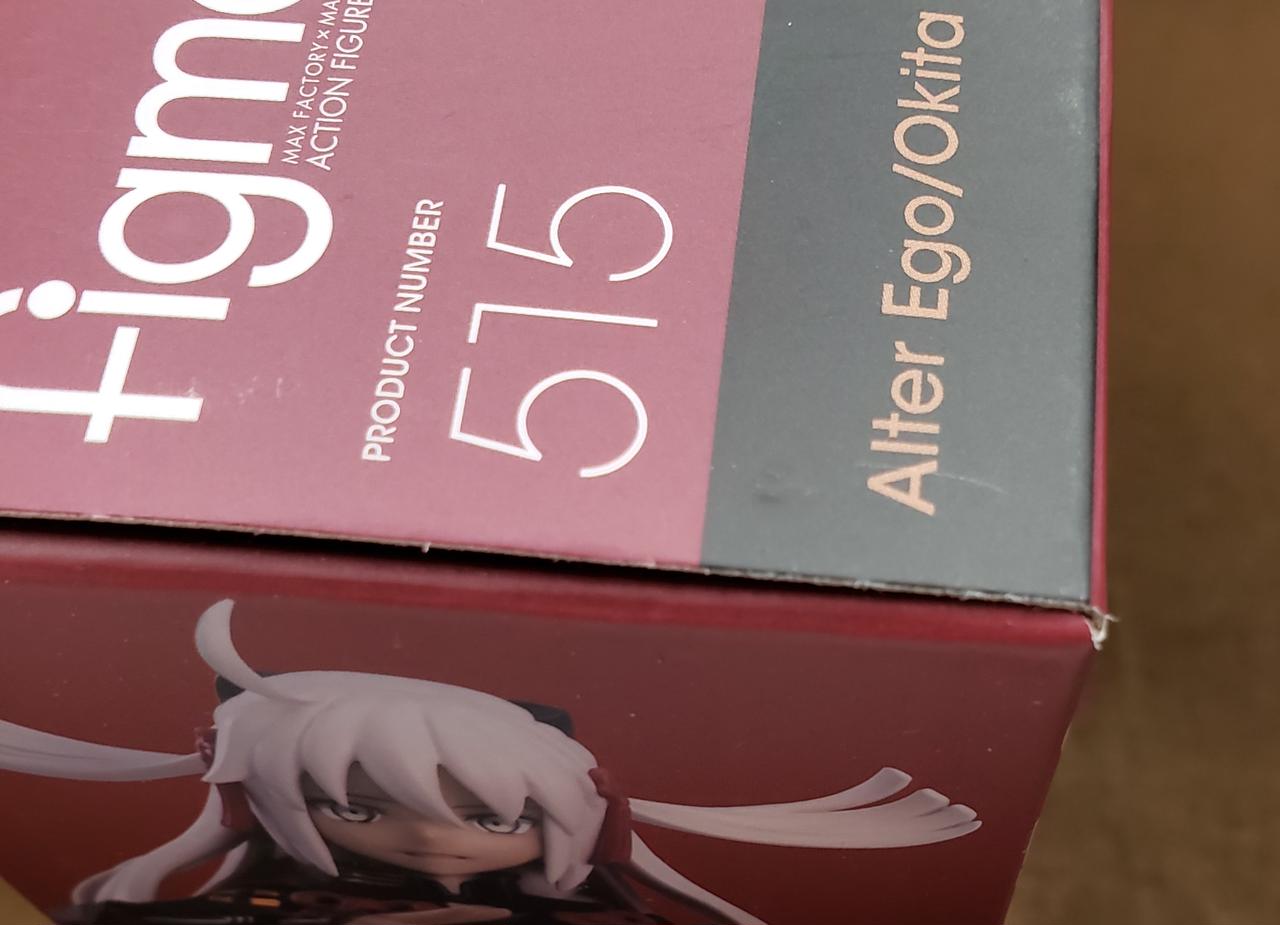 figma
MAX FACTORY × MA
ACTION FIGURE
PRODUCT NUMBER
515
Alter Ego/Okita